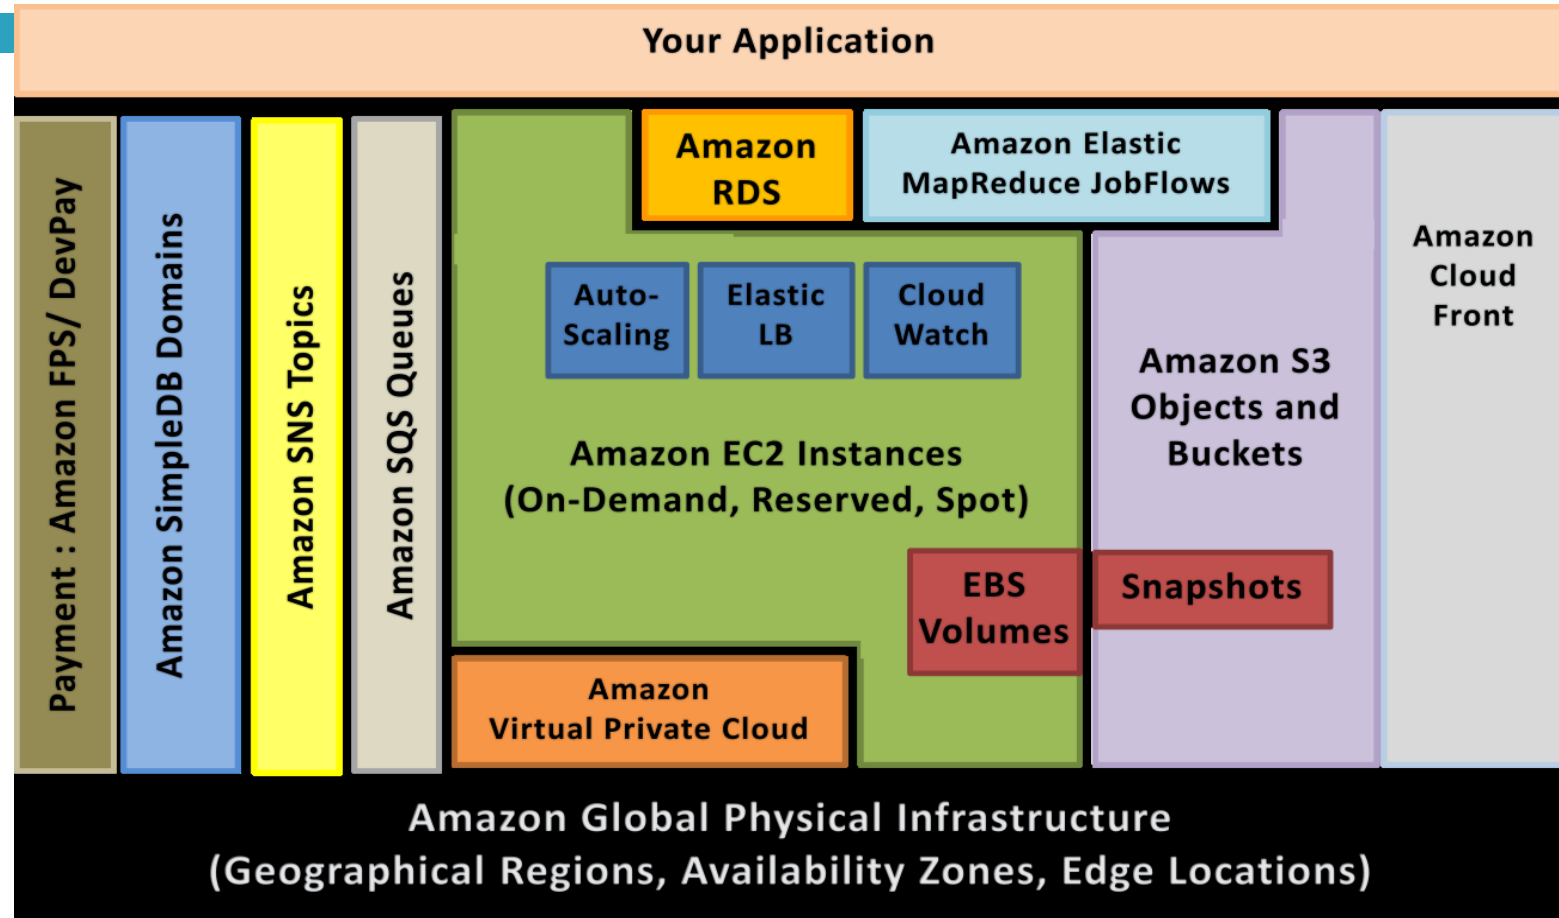 Your Application
Payment : Amazon FPS/ DevPay
Amazon SimpleDB Domains
Amazon SNS Topics
Amazon SQS Queues
Amazon
RDS
Amazon Elastic
MapReduce JobFlows
Auto-
Scaling
Elastic
LB
Cloud
Watch
Amazon EC2 Instances
(On-Demand, Reserved, Spot)
EBS
Volumes
Amazon
Virtual Private Cloud
Amazon S3
Objects and
Buckets
Snapshots
Amazon
Cloud
Front
Amazon Global Physical Infrastructure
(Geographical Regions, Availability Zones, Edge Locations)